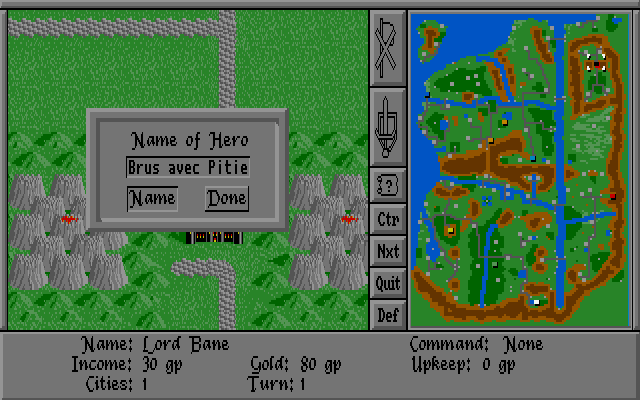 Name of Hero
Brus avec Pitie
Name Done
?
Ctr
Nxt
Quit
Def
Name: Lord Bane Command: None
Income: 30 gp Gold: 80 gp Upkeep: 0 gp
Cities: 1 Turn: 1